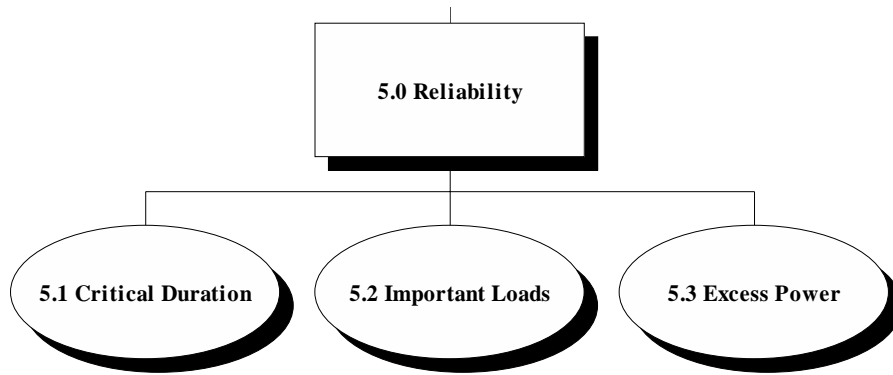 5.0 Reliability
5.1 Critical Duration
5.2 Important Loads
5.3 Excess Power